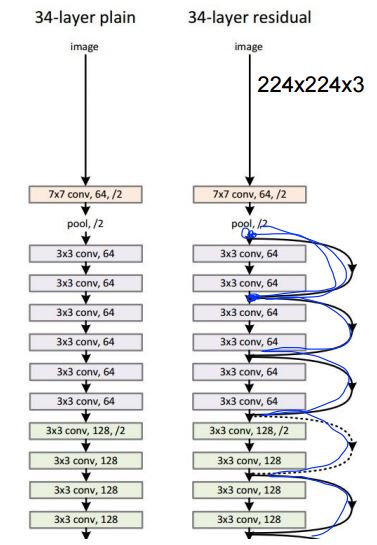 34-layer plain
34-layer residual
image
image
224x224x3
7x7 conv, 64, /2
7x7 conv, 64, /2
pool, /2
pool, /2
3x3 conv, 64
3x3 conv, 64
3x3 conv, 64
3x3 conv, 64
3x3 conv, 64
3x3 conv, 64
3x3 conv, 64
3x3 conv, 64
3x3 conv, 64
3x3 conv, 64
3x3 conv, 64
3x3 conv, 64
3x3 conv, 128, /2
3x3 conv, 128, /2
3x3 conv, 128
3x3 conv, 128
3x3 conv, 128
3x3 conv, 128
3x3 conv, 128
3x3 conv, 128